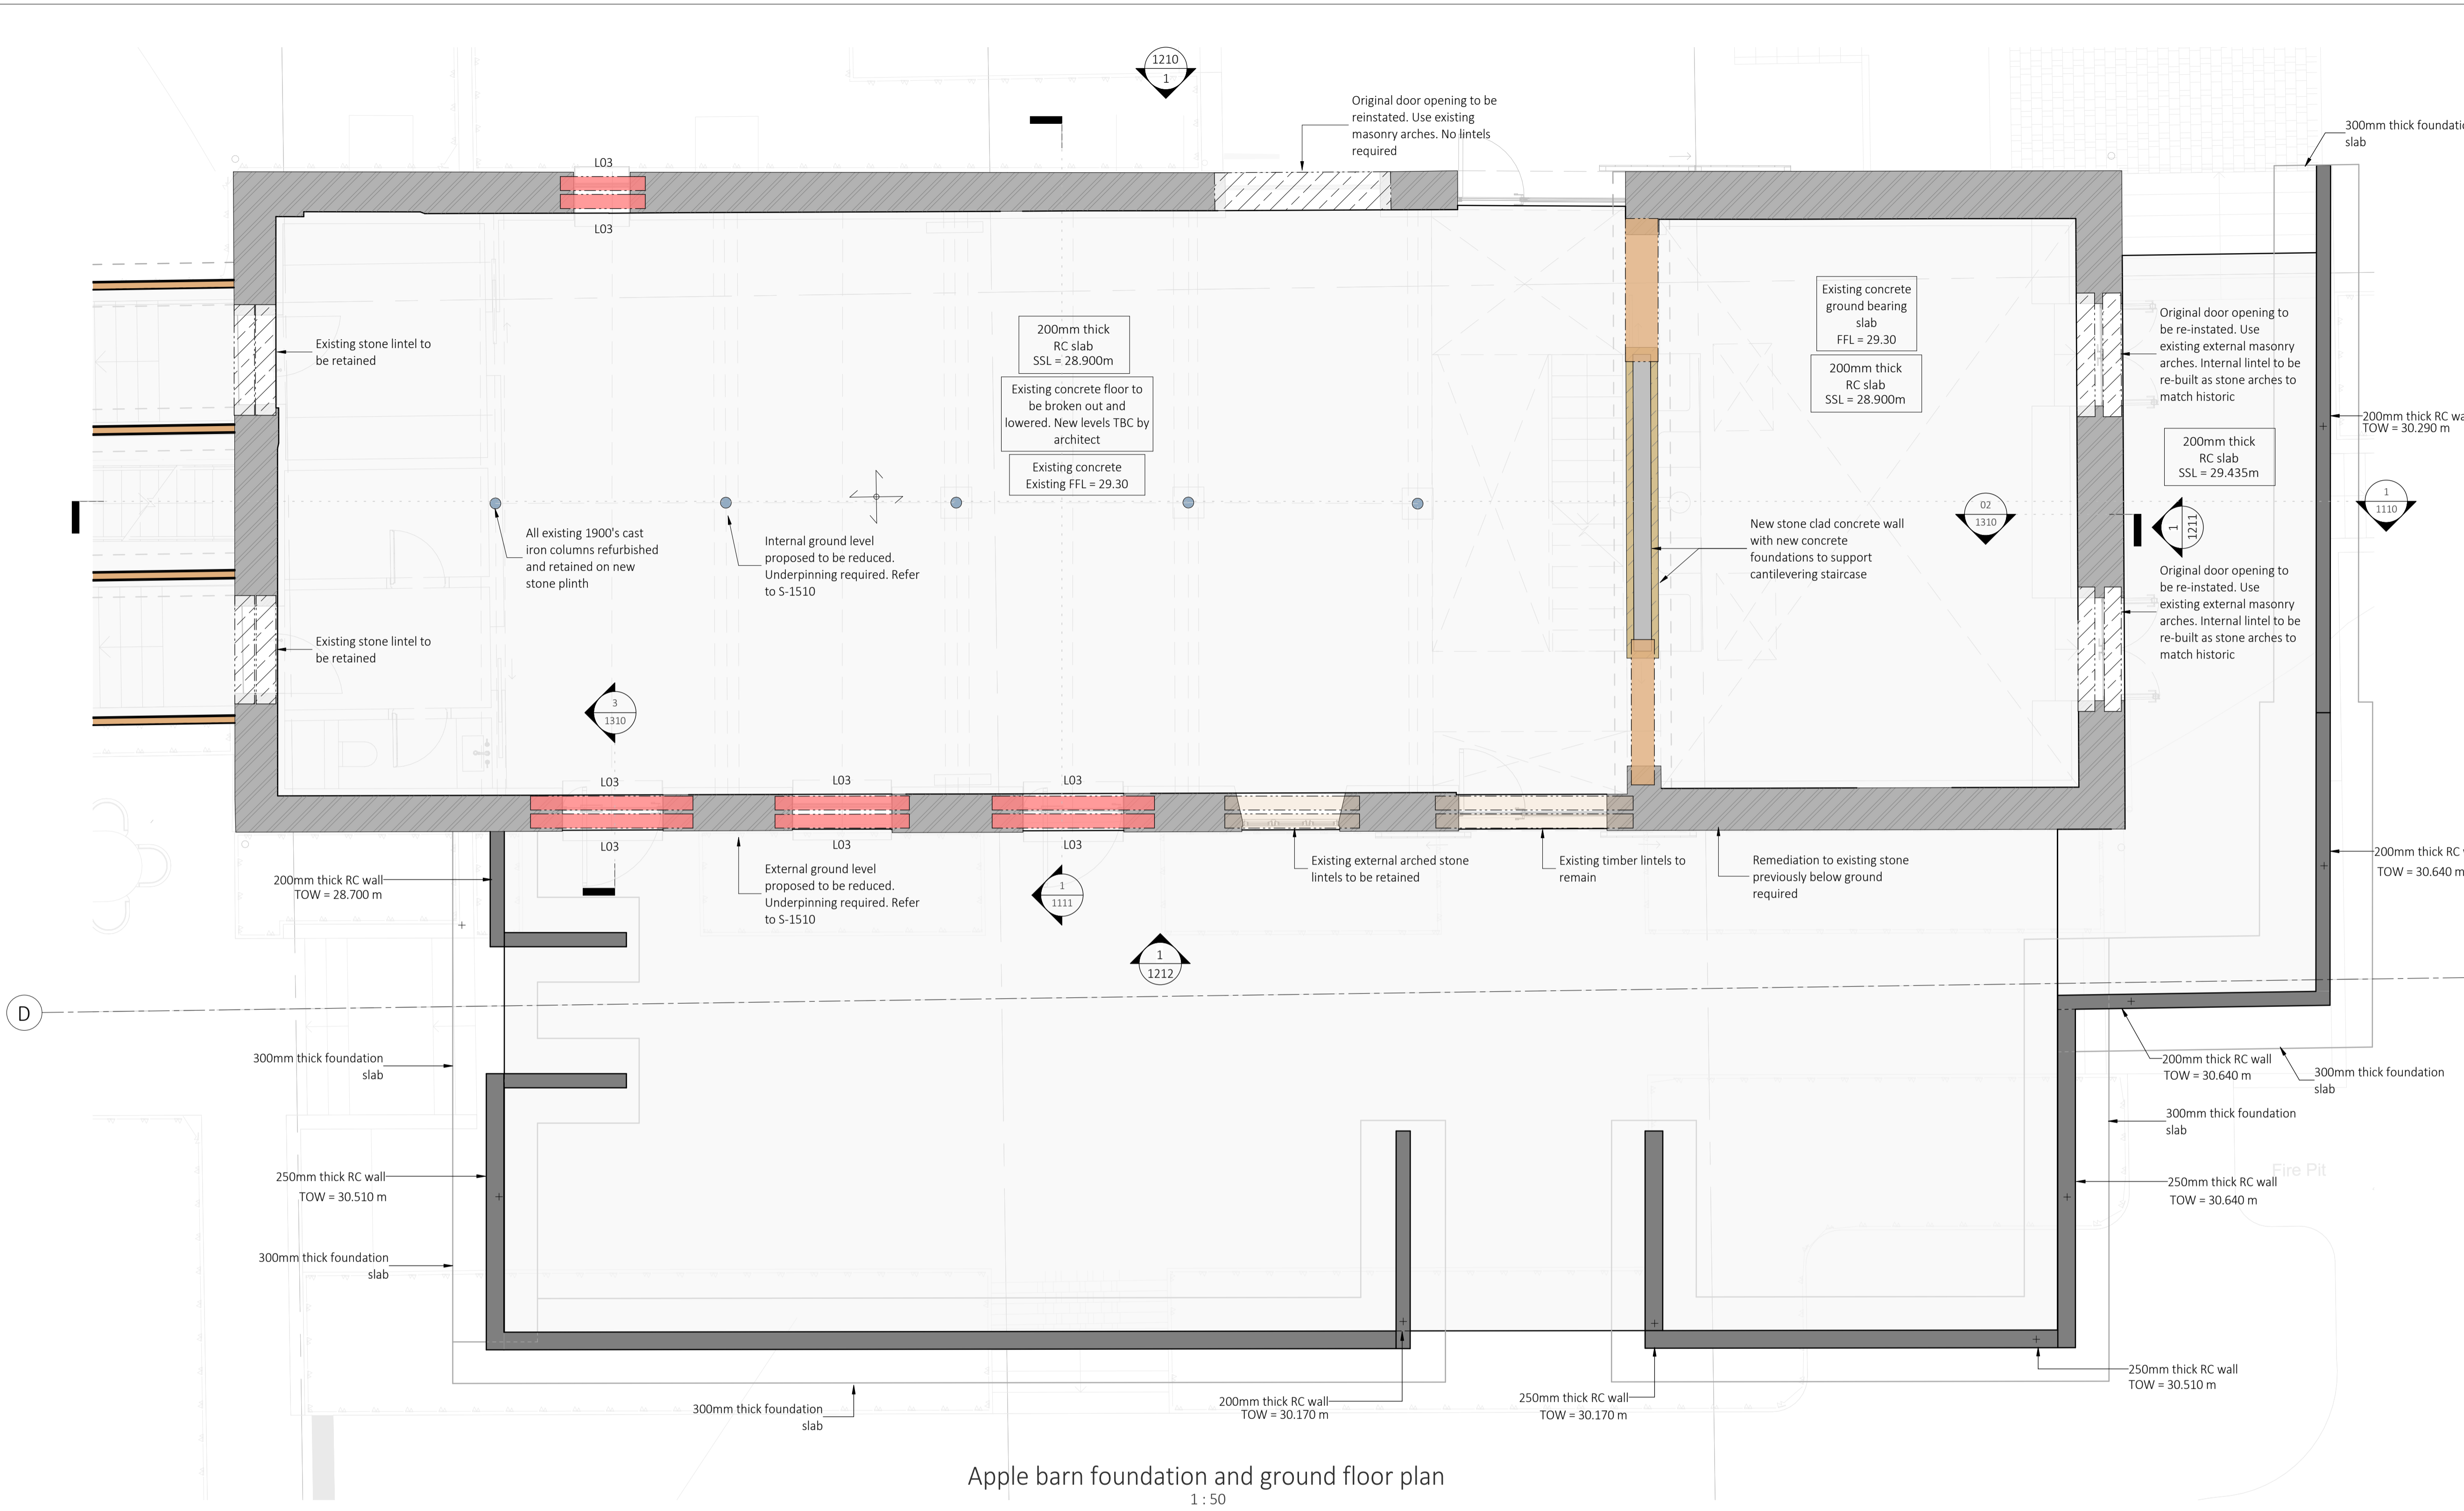 1210
1
Original door opening to be
reinstated. Use existing
masonry arches. No lintels
required
300mm thick foundati
slab
L03
L03
Existing stone lintel to
be retained
200mm thick
RC slab
SSL = 28.900m
Existing concrete floor to
be broken out and
lowered. New levels TBC by
architect
Existing concrete
Existing FFL = 29.30
Existing concrete
ground bearing
slab
FFL = 29.30
200mm thick
RC slab
SSL = 28.900m
Original door opening to
be re-instated. Use
existing external masonry
arches. Internal lintel to be
re-built as stone arches to
match historic
200mm thick RC wa
TOW = 30.290 m
200mm thick
RC slab
SSL = 29.435m
1
1110
02
1310
1
1211
All existing 1900's cast
iron columns refurbished
and retained on new
stone plinth
Internal ground level
proposed to be reduced.
Underpinning required. Refer
to S-1510
New stone clad concrete wall
with new concrete
foundations to support
cantilevering staircase
Original door opening to
be re-instated. Use
existing external masonry
arches. Internal lintel to be
re-built as stone arches to
match historic
Existing stone lintel to
be retained
3
1310
L03
L03
L03
L03
L03
L03
200mm thick RC wall
TOW = 28.700 m
External ground level
proposed to be reduced.
Underpinning required. Refer
to S-1510
1
1111
Existing external arched stone
lintels to be retained
Existing timber lintels to
remain
Remediation to existing stone
previously below ground
required
200mm thick RC
TOW = 30.640 m
1
1212
D
300mm thick foundation
slab
200mm thick RC wall
TOW = 30.640 m
300mm thick foundation
slab
300mm thick foundation
slab
Fire Pit
250mm thick RC wall
TOW = 30.510 m
250mm thick RC wall
TOW = 30.640 m
300mm thick foundation
slab
300mm thick foundation
slab
200mm thick RC wall
TOW = 30.170 m
250mm thick RC wall
TOW = 30.170 m
250mm thick RC wall
TOW = 30.510 m
Apple barn foundation and ground floor plan
1 : 50